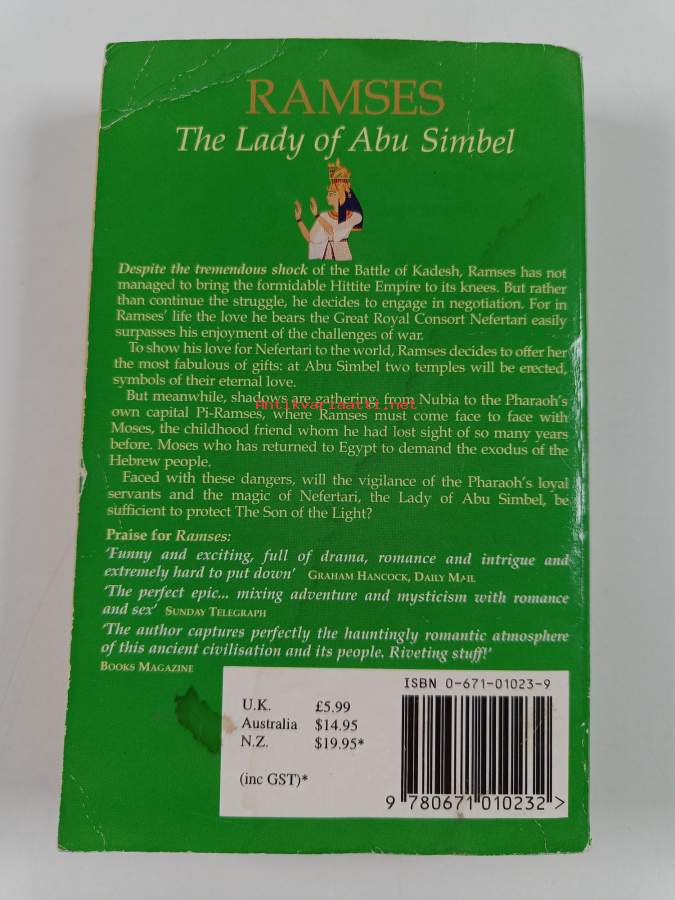 RAMSES
The Lady of Abu Simbel
Despite the tremendous shock of the Battle of Kadesh, Ramses has not
managed to bring the formidable Hittite Empire to its knees. But rather
than continue the struggle, he decides to engage in negotiation. For in
Ramses' life the love he bears the Great Royal Consort Nefertari easily
surpasses his enjoyment of the challenges of war.
To show his love for Nefertari to the world, Ramses decides to offer her
the most fabulous of gifts: at Abu Simbel two temples will be erected,
symbols of their eternal love.
But meanwhile, shadows are gathering, from Nubia to the Pharaoh's
Antikvariaatti.net
own capital Pi-Ramses, where Ramses must come face to face with
Moses, the childhood friend whom he had lost sight of so many years
before. Moses who has returned to Egypt to demand the exodus of the
Hebrew people.
Faced with these dangers, will the vigilance of the Pharaoh's loyal
servants and the magic of Nefertari, the Lady of Abu Simbel, be
sufficient to protect The Son of the Light?
Praise for Ramses:
'Funny and exciting, full of drama, romance and intrigue and
extremely hard to put down' GRAHAM HANCOCK, DAILY MAIL
'The perfect epic... mixing adventure and mysticism with romance
and sex' SUNDAY TELEGRAPH
'The author captures perfectly the hauntingly romantic atmosphere
of this ancient civilisation and its people. Riveting stuff!'
BOOKS MAGAZINE
ISBN 0-671-01023-9
U.K. £5.99
Australia $14.95
N.Z. $19.95*
(inc GST)*
9 780671 010232 >